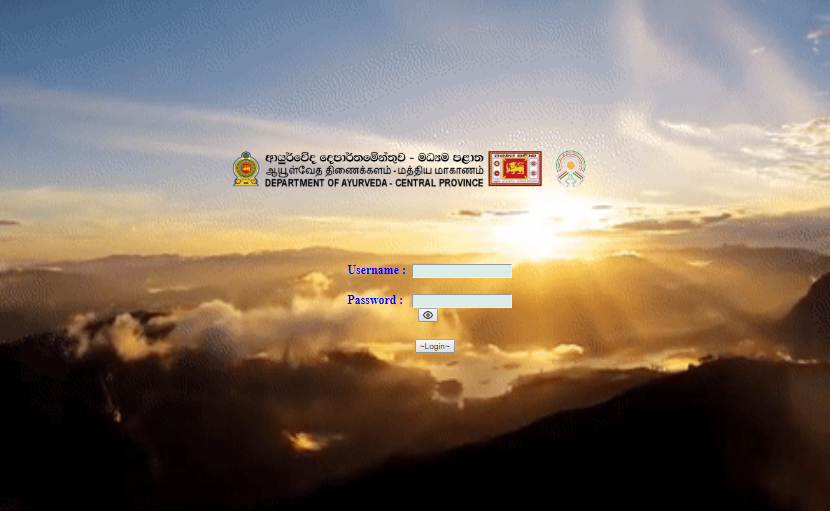 ආයුර්වේද දෙපාර්තමේන්තුව - මධ්‍යම පළාත
ஆயூள்வேத திணைக்களம் - மத்திய மாகாணம்
DEPARTMENT OF AYURVEDA - CENTRAL PROVINCE
Username :
Password :
~Login~